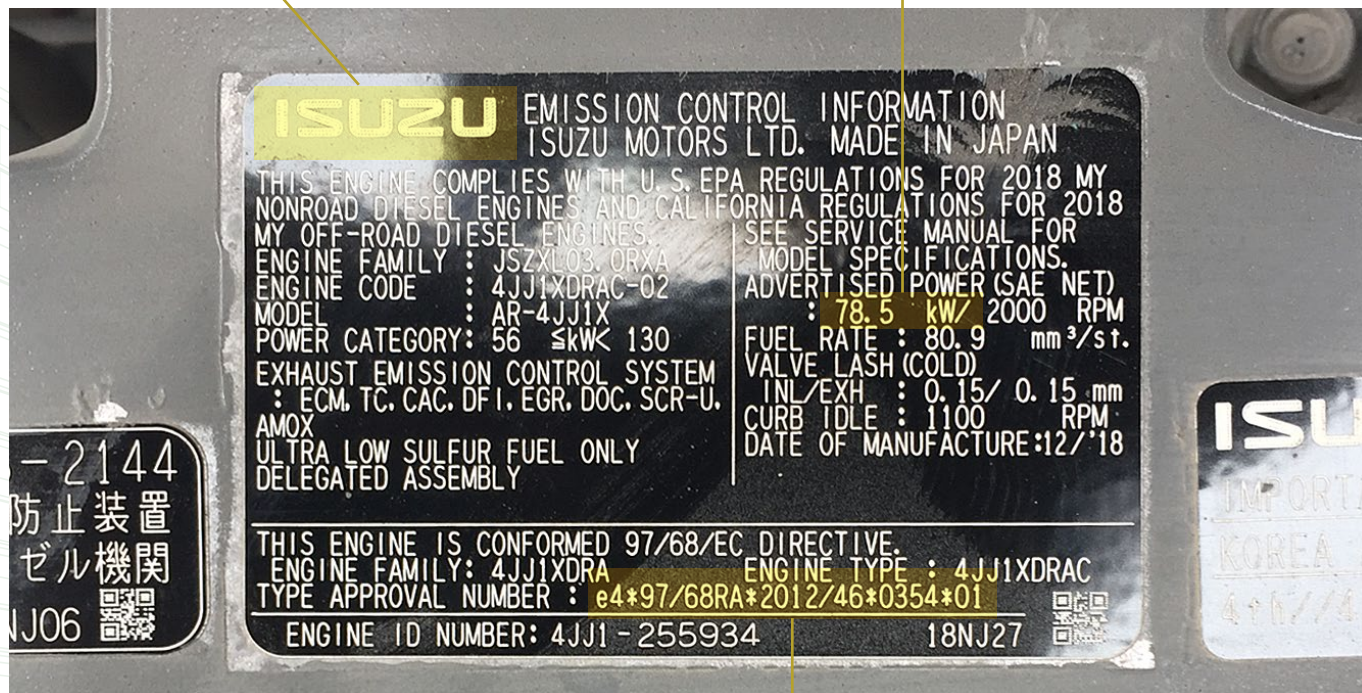 ISUZU EMISSION CONTROL INFORMATION
ISUZU MOTORS LTD. MADE IN JAPAN
THIS ENGINE COMPLIES WITH U.S.EPA REGULATIONS FOR 2018 MY
NONROAD DIESEL ENGINES AND CALIFORNIA REGULATIONS FOR 2018
MY OFF-ROAD DIESEL ENGINES.
ENGINE FAMILY : JSZXL03.0RXA
ENGINE CODE : 4JJ1XDRAC-02
MODEL : AR-4JJ1X
POWER CATEGORY: 56 ≦kW< 130
EXHAUST EMISSION CONTROL SYSTEM
: ECM. TC. CAC. DFI. EGR. DOC. SCR-U.
AMOX
ULTRA LOW SULFUR FUEL ONLY
DELEGATED ASSEMBLY
SEE SERVICE MANUAL FOR
MODEL SPECIFICATIONS.
ADVERTISED POWER(SAE NET)
: 78.5 kW/ 2000 RPM
FUEL RATE : 80.9 mm³/st.
VALVE LASH(COLD)
INL/EXH : 0.15/ 0.15 mm
CURB IDLE : 1100 RPM
DATE OF MANUFACTURE:12/'18
THIS ENGINE IS CONFORMED 97/68/EC DIRECTIVE.
ENGINE FAMILY: 4JJ1XDRA ENGINE TYPE : 4JJ1XDRAC
TYPE APPROVAL NUMBER : e4*97/68RA*2012/46*0354*01
ENGINE ID NUMBER: 4JJ1-255934 18NJ27
-2144
防止装置
ゼル機関
NJ06
ISU
IMPORT
KOREA